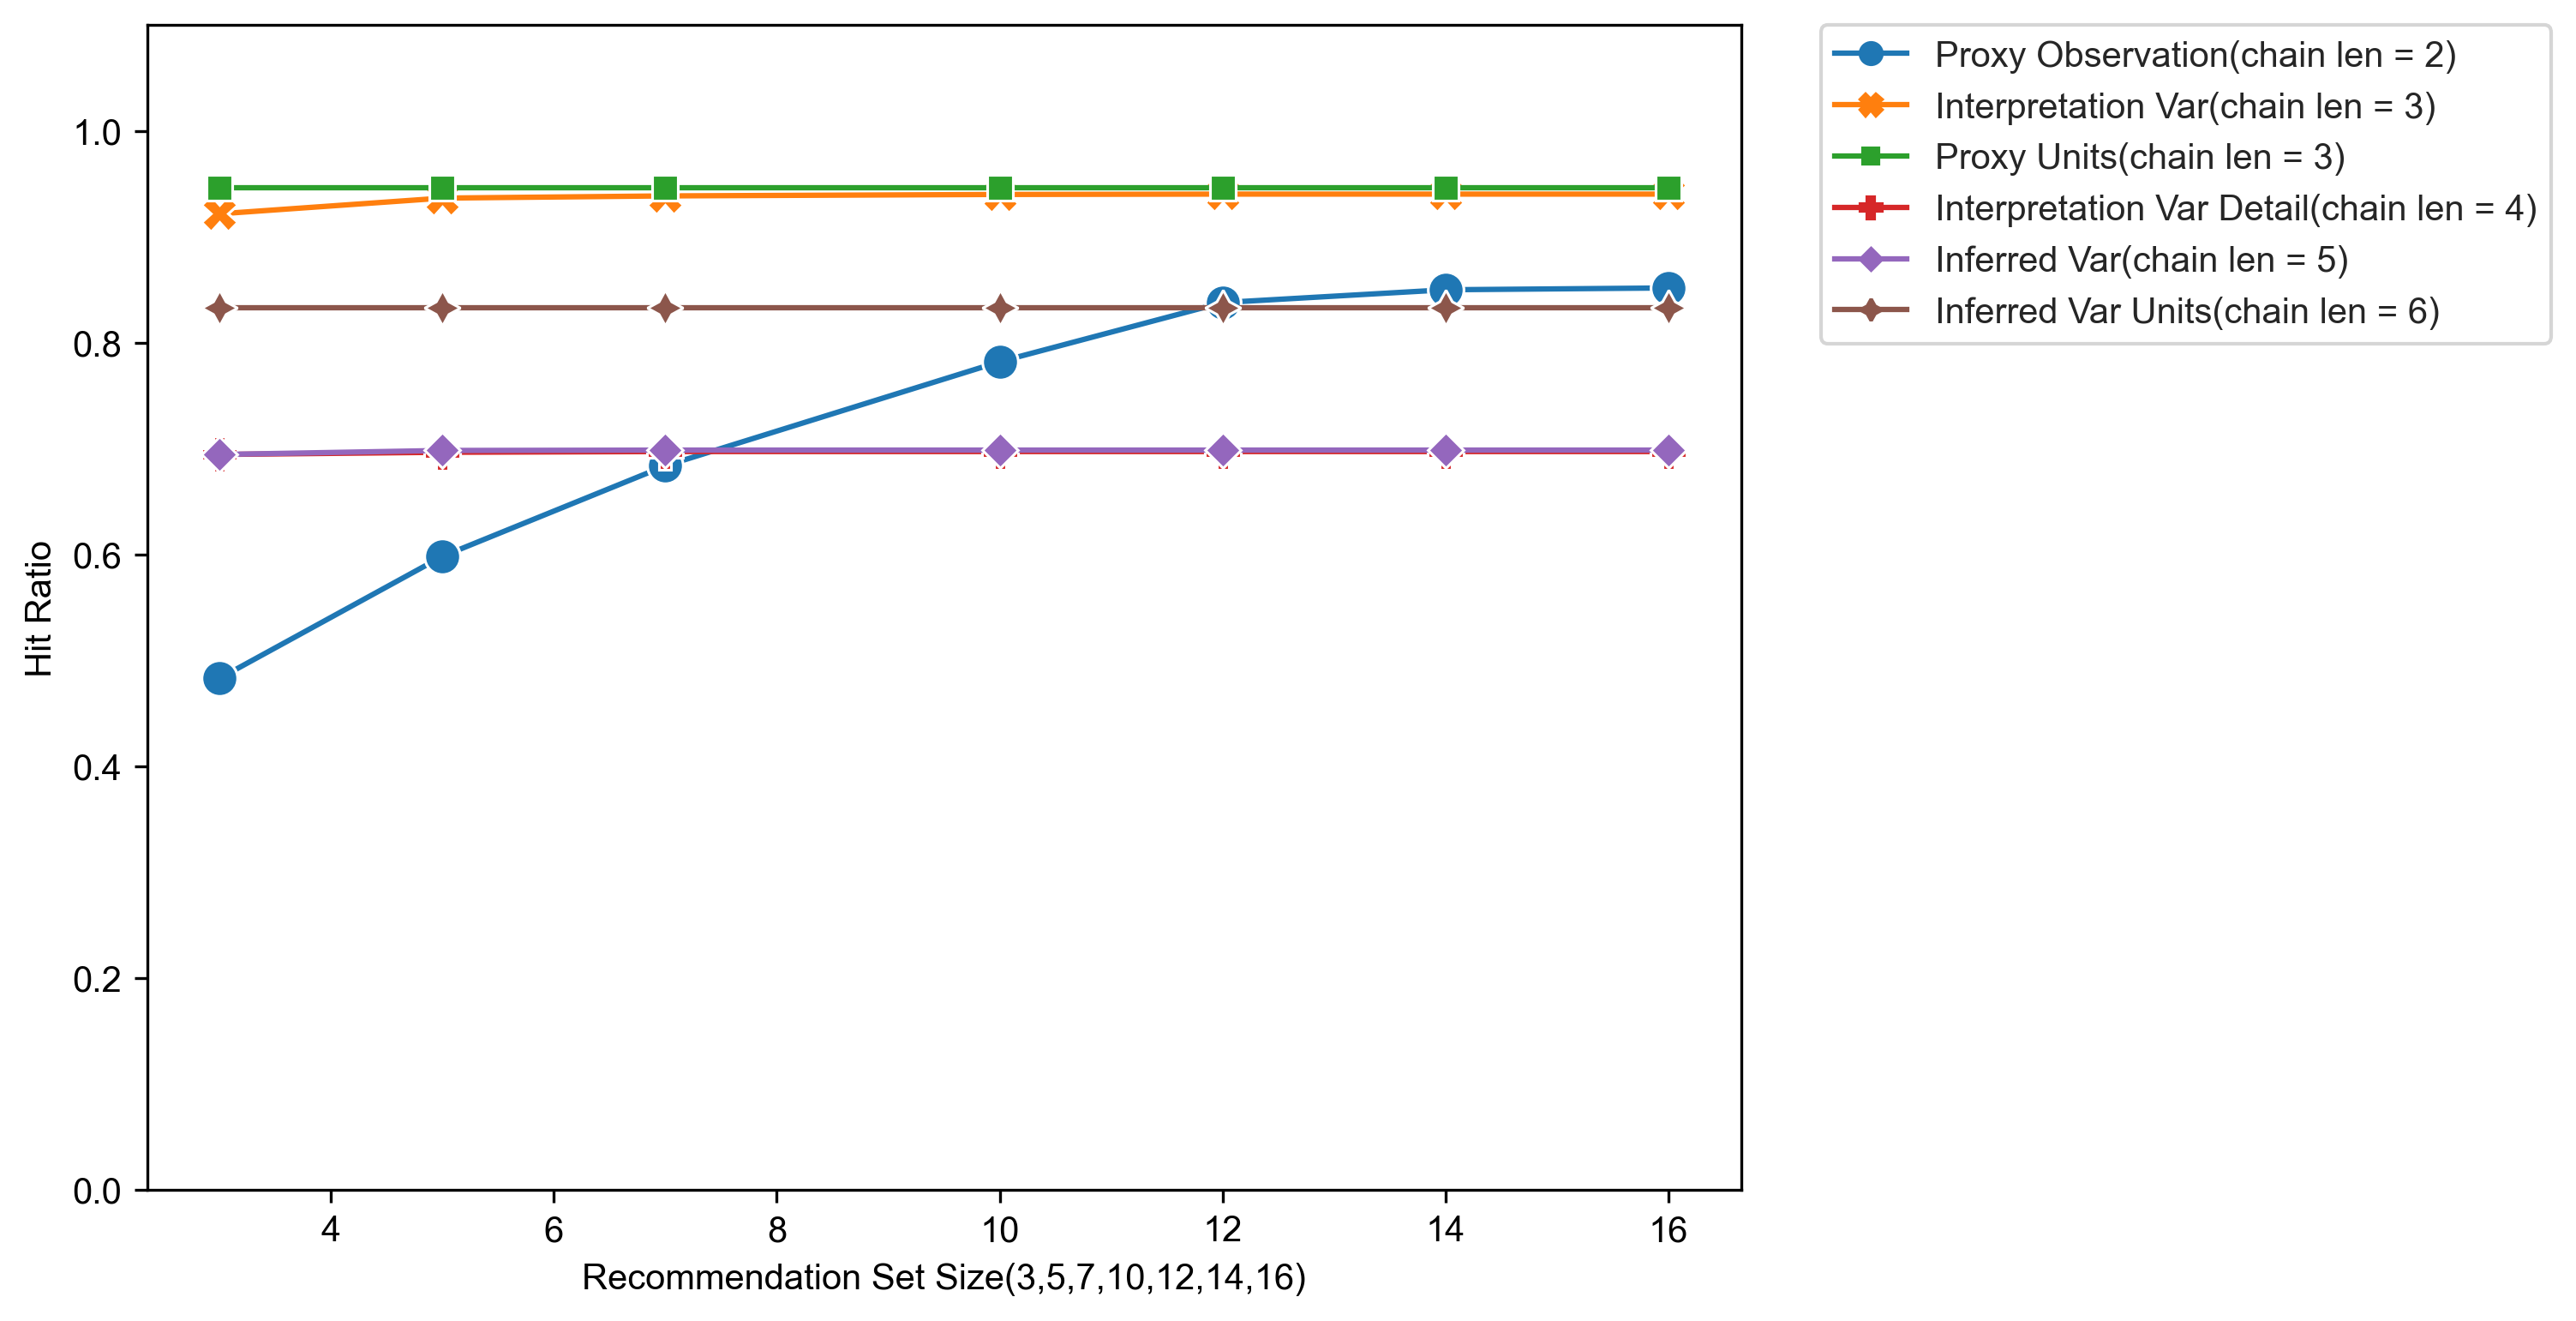 Proxy Observation(chain len = 2)
Interpretation Var(chain len = 3)
Proxy Units(chain len = 3)
Interpretation Var Detail(chain len = 4)
Inferred Var(chain len = 5)
Inferred Var Units(chain len = 6)
1.0
0.8
0.6
0.4
0.2
0.0
Hit Ratio
4 6 8 10 12 14 16
Recommendation Set Size(3,5,7,10,12,14,16)